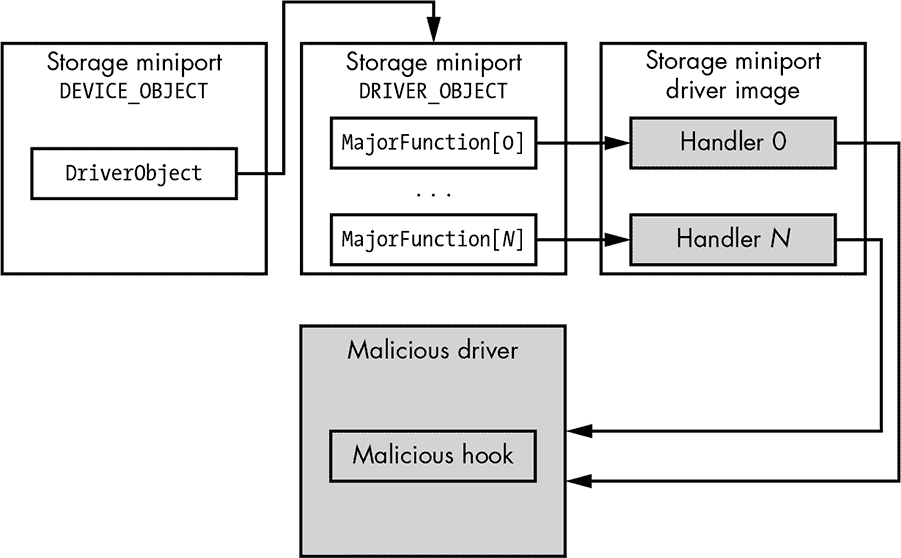 Storage miniport
DEVICE_OBJECT
DriverObject
Storage miniport
DRIVER_OBJECT
MajorFunction[0]
. . .
MajorFunction[N]
Storage miniport
driver image
Handler 0
Handler N
Malicious driver
Malicious hook